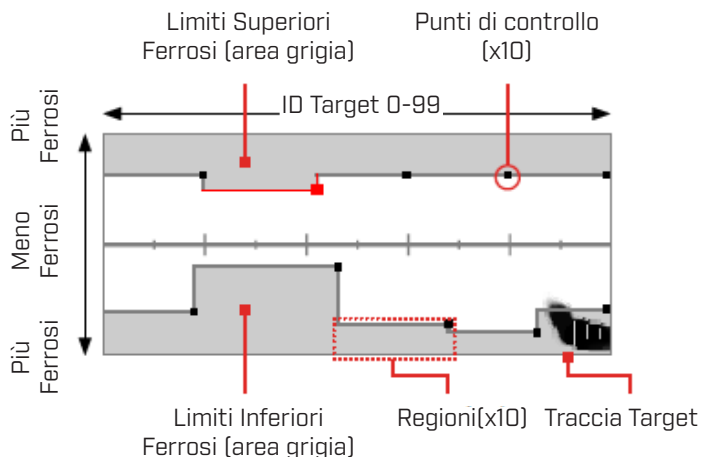 Limiti Superiori
Ferrosi (area grigia)
Punti di controllo
(x10)
ID Target 0-99
Più
Ferrosi
Meno
Ferrosi
Più
Ferrosi
Limiti Inferiori
Ferrosi (area grigia)
Regioni(x10)
Traccia Target